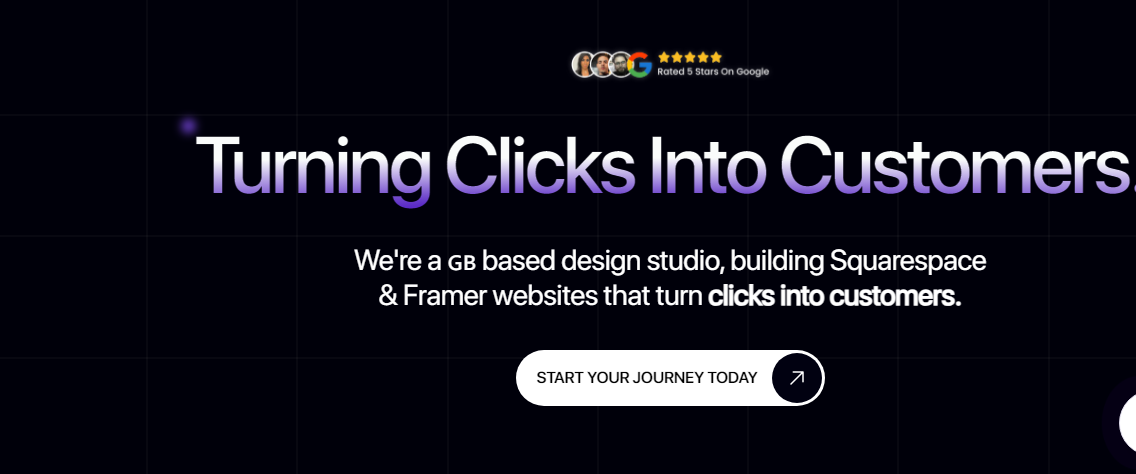 Rated 5 Stars On Google
Turning Clicks Into Customers.
We're a GB based design studio, building Squarespace
& Framer websites that turn clicks into customers.
START YOUR JOURNEY TODAY